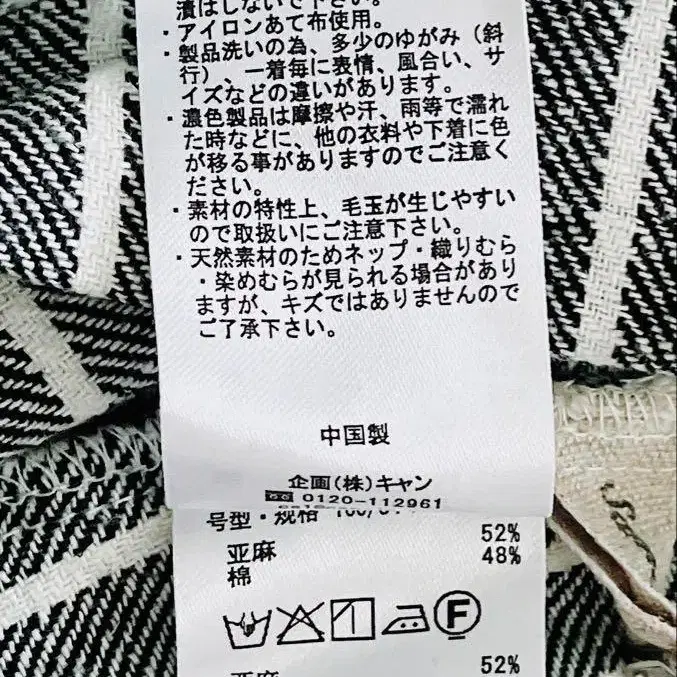 漬はしないで下さい。
・アイロンあて布使用。
・製品洗いの為、多少のゆがみ（斜
行）、一着毎に表情、風合い、サ
イズなどの違いがあります。
・濃色製品は摩擦や汗、雨等で濡れ
た時などに、他の衣料や下着に色
が移る事がありますのでご注意く
ださい。
・素材の特性上、毛玉が生じやすい
ので取扱いにご注意下さい。
・天然素材のためネップ・織りむら
・染めむらが見られる場合があり
ますが、キズではありませんので
ご了承下さい。
中国製
企画(株)キャン
0120-112961
号型・规格
亚麻 52%
棉 48%
F
亚麻 52%